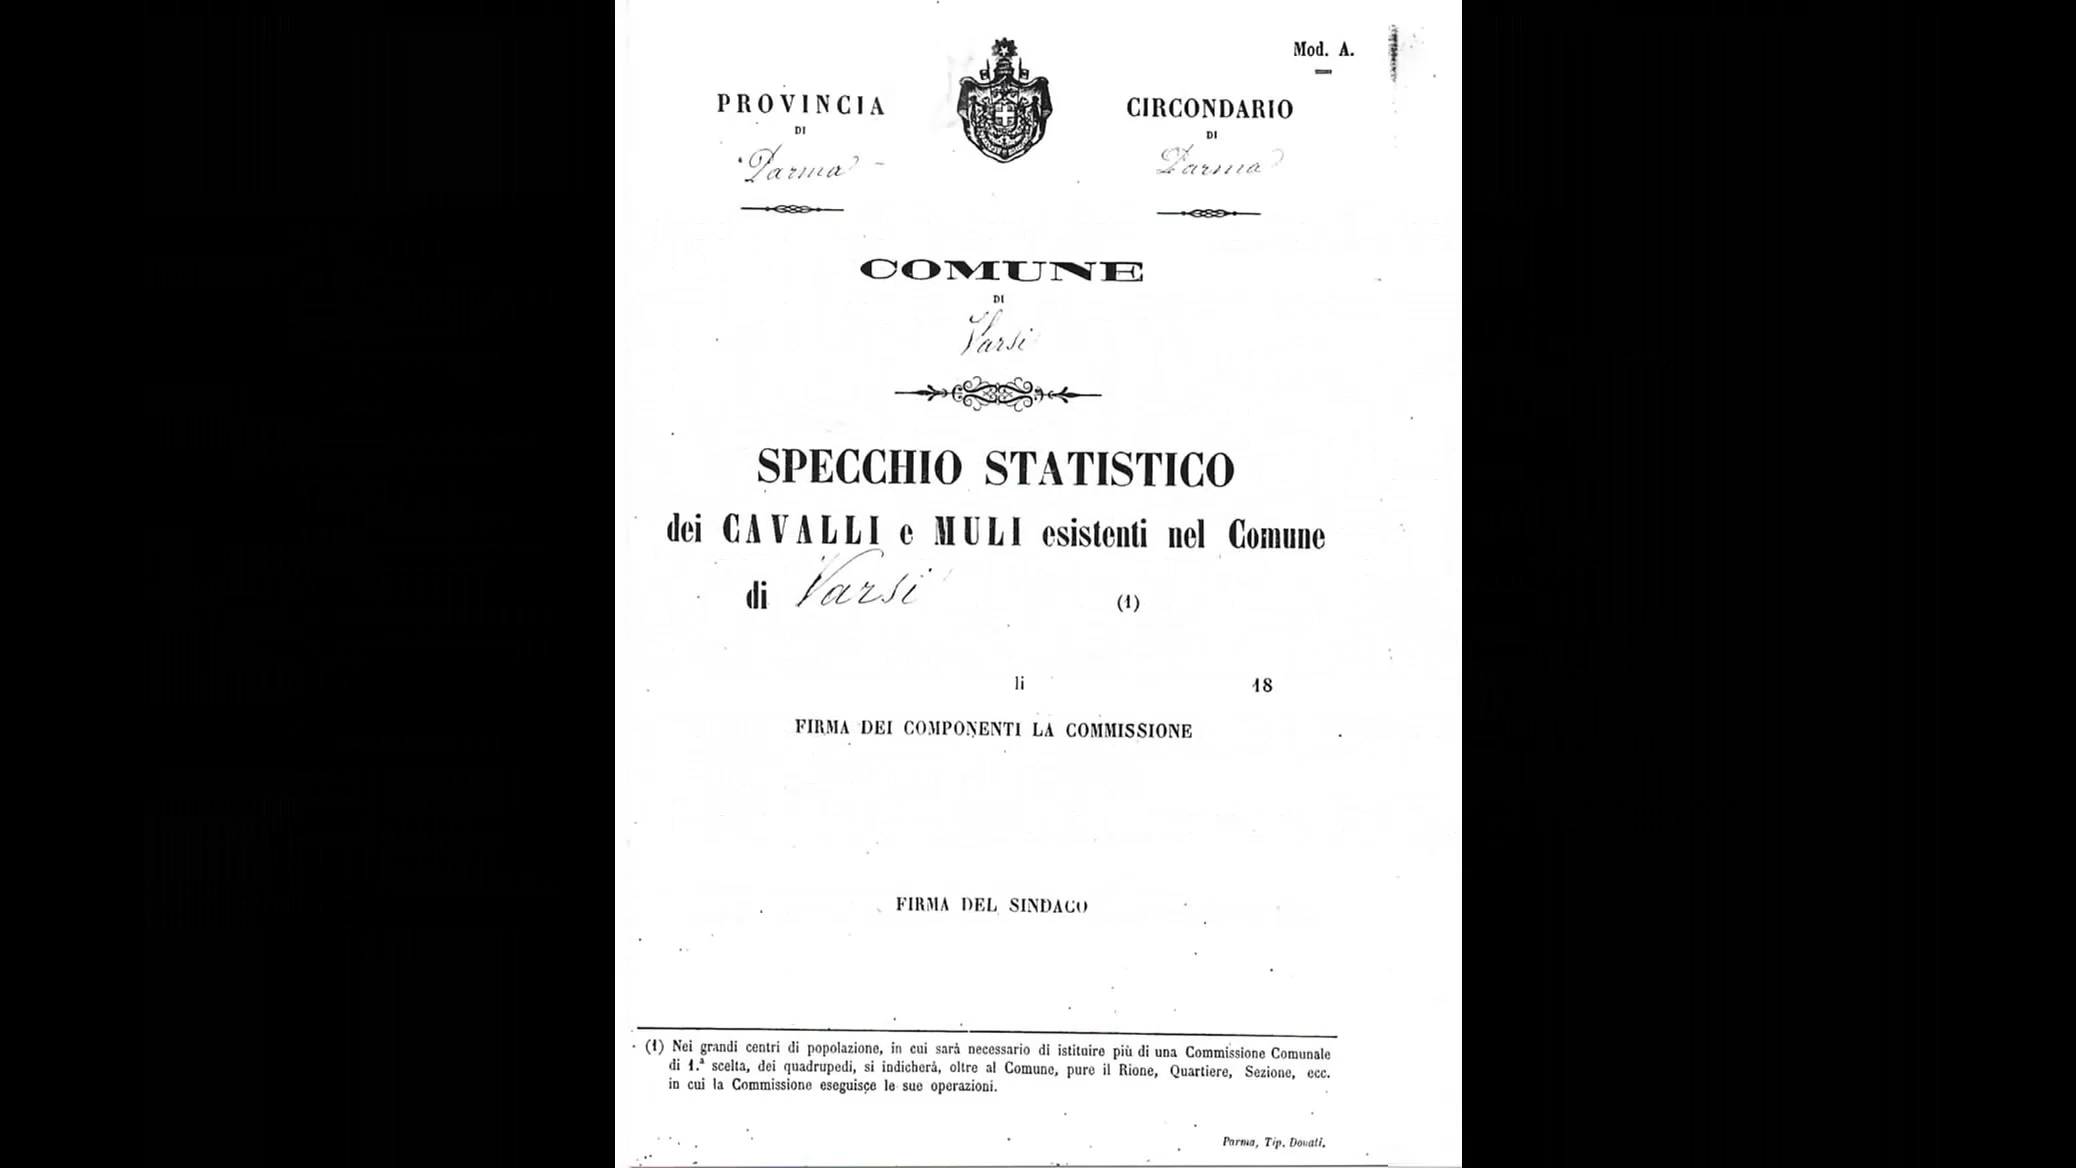 Mod. A.
PROVINCIA
DI
Parma
CIRCONDARIO
DI
Parma
COMUNE
DI
Varsi
SPECCHIO STATISTICO
dei CAVALLI e MULI esistenti nel Comune
di Varsi (1)
li 18
FIRMA DEI COMPONENTI LA COMMISSIONE
FIRMA DEL SINDACO
(1) Nei grandi centri di popolazione, in cui sarà necessario di istituire più di una Commissione Comunale
di 1.ª scelta, dei quadrupedi, si indicherà, oltre al Comune, pure il Rione, Quartiere, Sezione, ecc.
in cui la Commissione eseguisce le sue operazioni.
Parma, Tip. Donati.